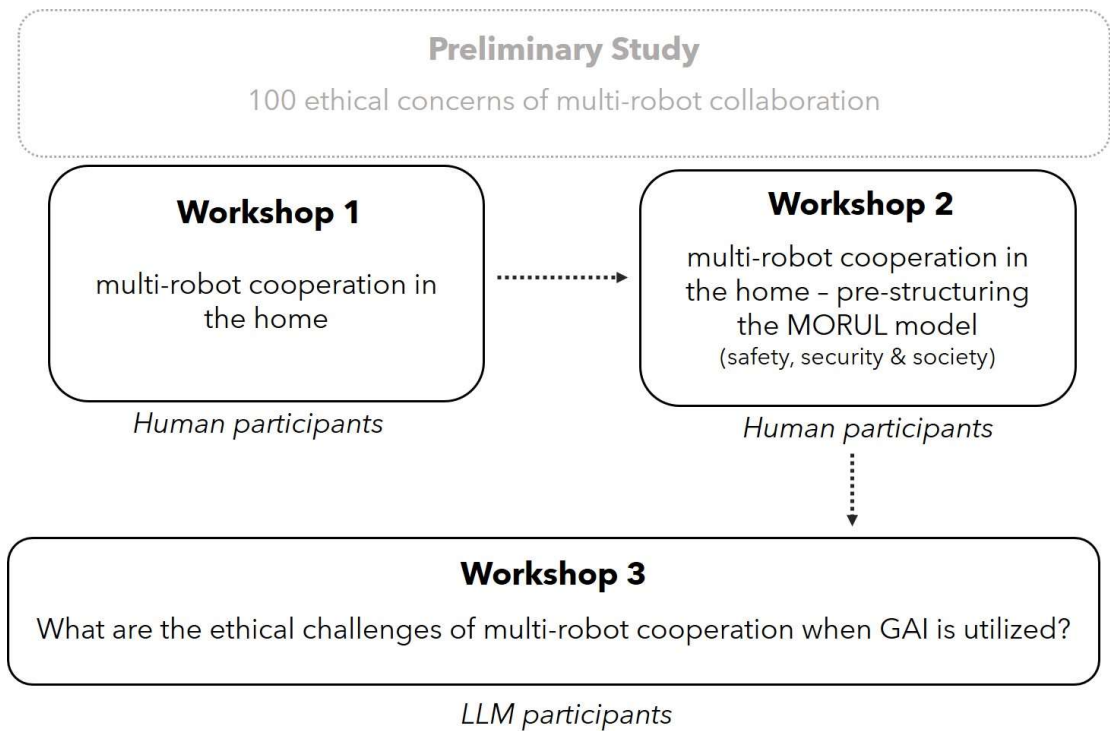 Preliminary Study
100 ethical concerns of multi-robot collaboration
Workshop 1
multi-robot cooperation in
the home
Human participants
Workshop 2
multi-robot cooperation in
the home – pre-structuring
the MORUL model
(safety, security & society)
Human participants
Workshop 3
What are the ethical challenges of multi-robot cooperation when GAI is utilized?
LLM participants